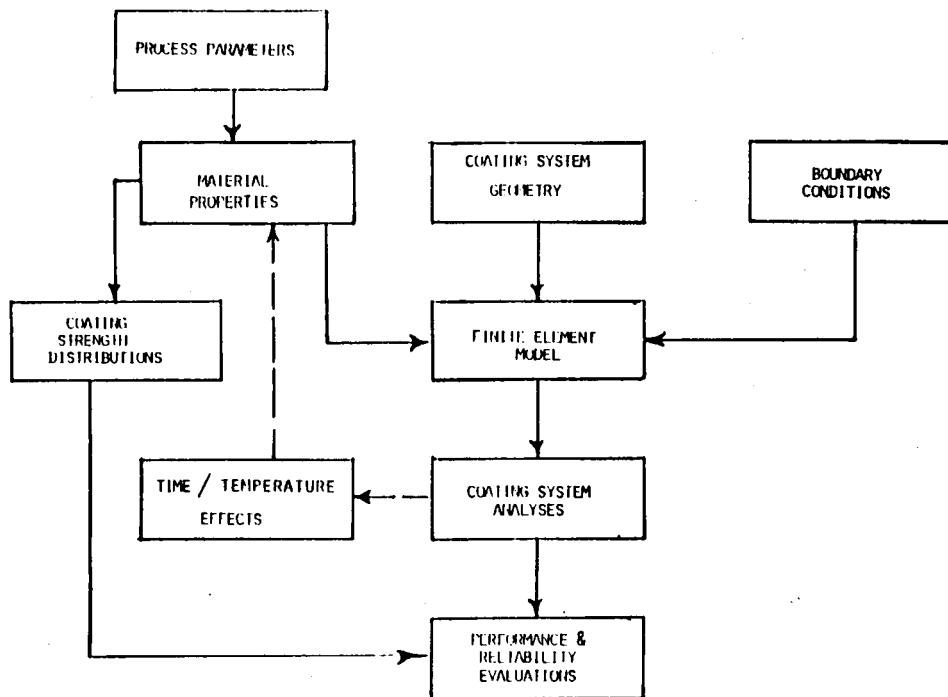 PROCESS PARAMETERS
MATERIAL
PROPERTIES
COATING SYSTEM
GEOMETRY
BOUNDARY
CONDITIONS
COATING
STRENGTH
DISTRIBUTIONS
FINITE ELEMENT
MODEL
TIME / TEMPERATURE
EFFECTS
COATING SYSTEM
ANALYSES
PERFORMANCE &
RELIABILITY
EVALUATIONS